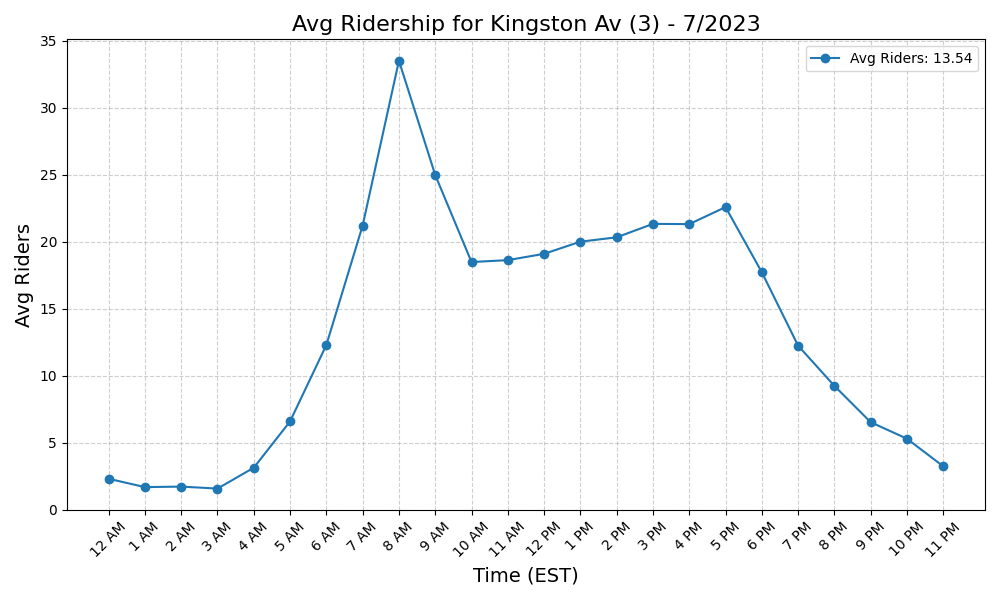 Avg Ridership for Kingston Av (3) - 7/2023
Avg Riders: 13.54
Avg Riders
35
30
25
20
15
10
5
0
12 AM
1 AM
2 AM
3 AM
4 AM
5 AM
6 AM
7 AM
8 AM
9 AM
10 AM
11 AM
12 PM
1 PM
2 PM
3 PM
4 PM
5 PM
6 PM
7 PM
8 PM
9 PM
10 PM
11 PM
Time (EST)